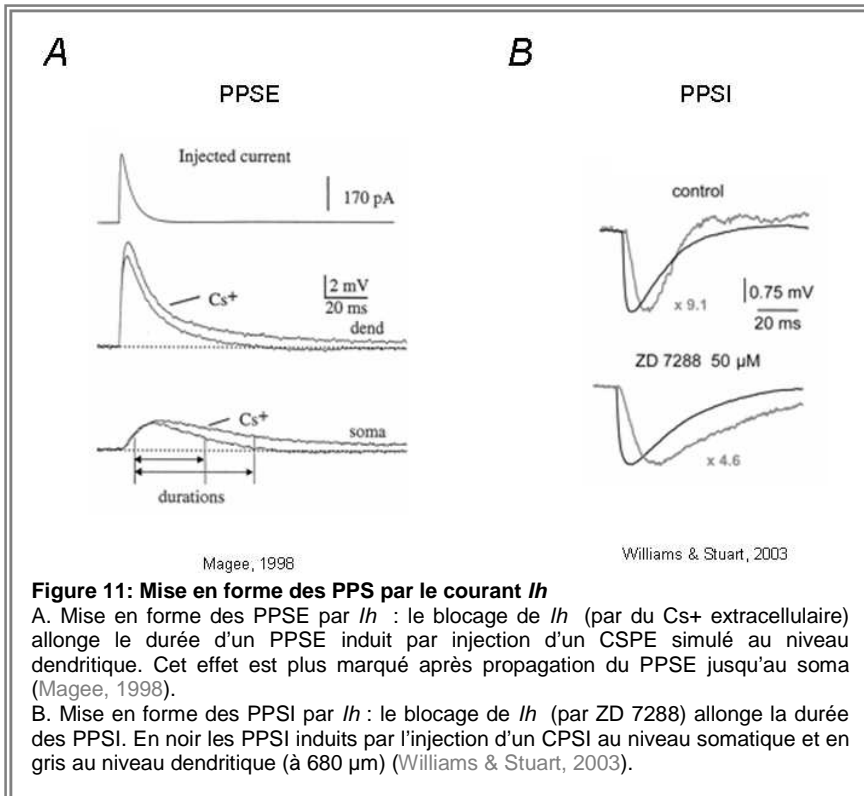 A
PPSE
Injected current
170 pA
Cs+
2 mV
20 ms
dend
Cs+
soma
durations
Magee, 1998
B
PPSI
control
x 9.1
0.75 mV
20 ms
ZD 7288 50 µM
x 4.6
Williams & Stuart, 2003
Figure 11: Mise en forme des PPS par le courant Ih
A. Mise en forme des PPSE par Ih : le blocage de Ih (par du Cs+ extracellulaire)
allonge le durée d'un PPSE induit par injection d'un CSPE simulé au niveau
dendritique. Cet effet est plus marqué après propagation du PPSE jusqu'au soma
(Magee, 1998).
B. Mise en forme des PPSI par Ih : le blocage de Ih (par ZD 7288) allonge la durée
des PPSI. En noir les PPSI induits par l'injection d'un CPSI au niveau somatique et en
gris au niveau dendritique (à 680 µm) (Williams & Stuart, 2003).